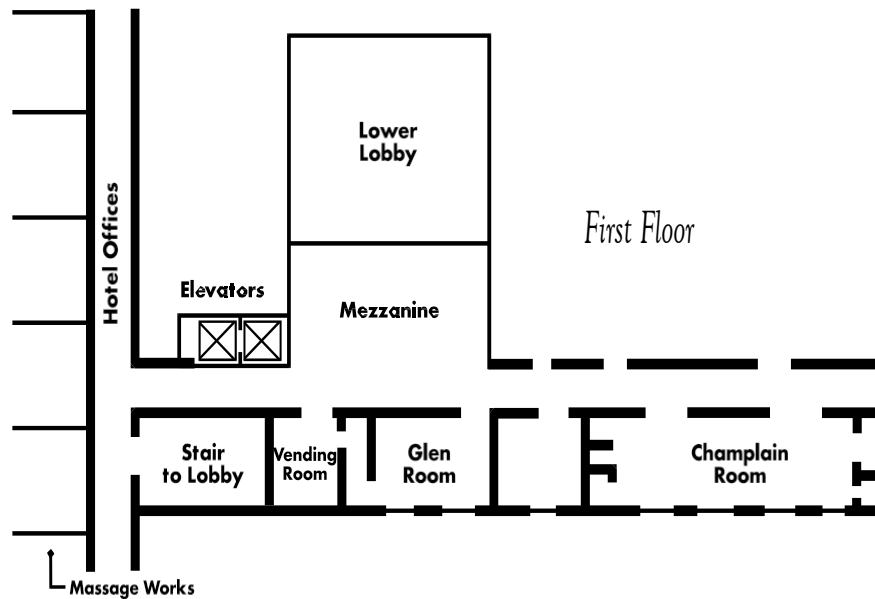 Lower
Lobby
First Floor
Hotel Offices
Elevators
Mezzanine
Stair
to Lobby
Vending
Room
Glen
Room
Champlain
Room
Massage Works